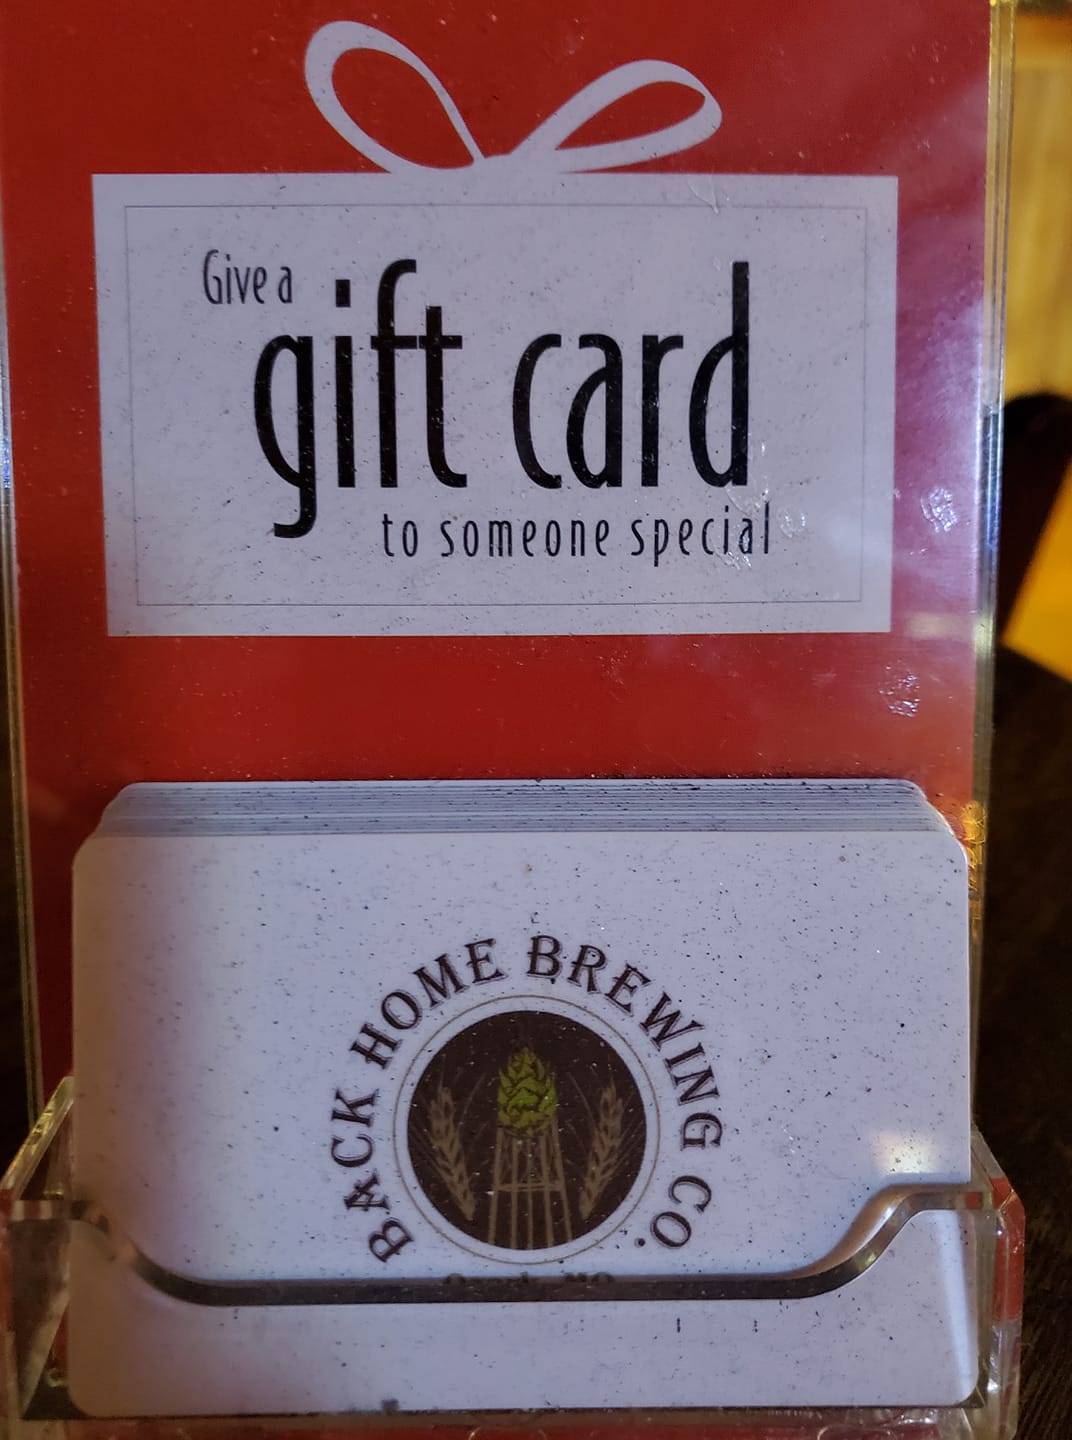 Give a
gift card
to someone special
BACK HOME BREWING CO.